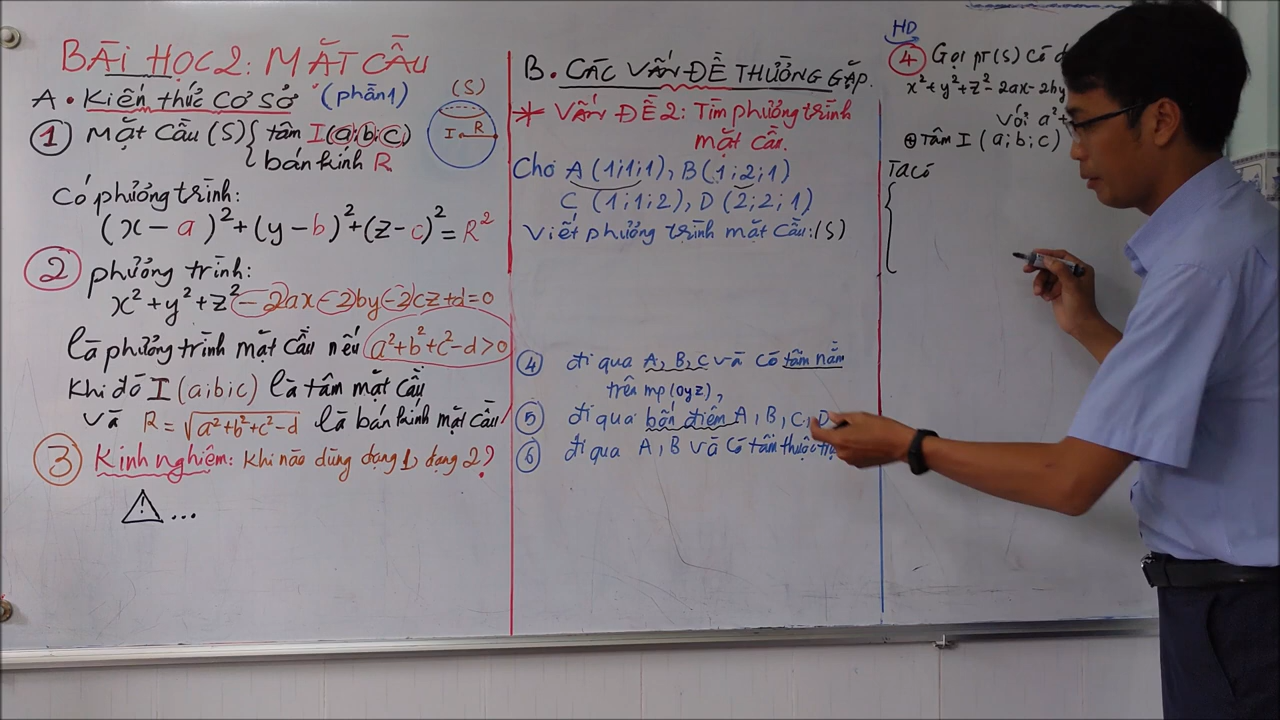 BÀI HỌC 2: MẶT CẦU
A. Kiến thức cơ sở (phần 1)
(S)
I R
① Mặt Cầu (S) { tâm I(a;b;c)
bán kính R
Có phương trình:
(x-a)²+(y-b)²+(z-c)²=R²
② phương trình:
x²+y²+z²-2ax-2by-2cz+d=0
là phương trình mặt cầu nếu a²+b²+c²-d>0
Khi đó I(a;b;c) là tâm mặt cầu
và R=√a²+b²+c²-d là bán kính mặt cầu
③ Kinh nghiệm: Khi nào dùng dạng 1, dạng 2?
! ...
B. CÁC VẤN ĐỀ THƯỜNG GẶP.
* VẤN ĐỀ 2: Tìm phương trình
mặt cầu.
Cho A(1;1;1), B(1;2;1)
C(1;1;2), D(2;2;1)
Viết phương trình mặt cầu:(S)
④ đi qua A, B, C và có tâm nằm
trên mp(oyz),
⑤ đi qua bốn điểm A, B, C, D
⑥ đi qua A, B và có tâm thuộc
HD
④ Gọi PT(S) có
x²+y²+z²-2ax-2by
Với a²+
⊕ Tâm I(a;b;c)
Ta có
{